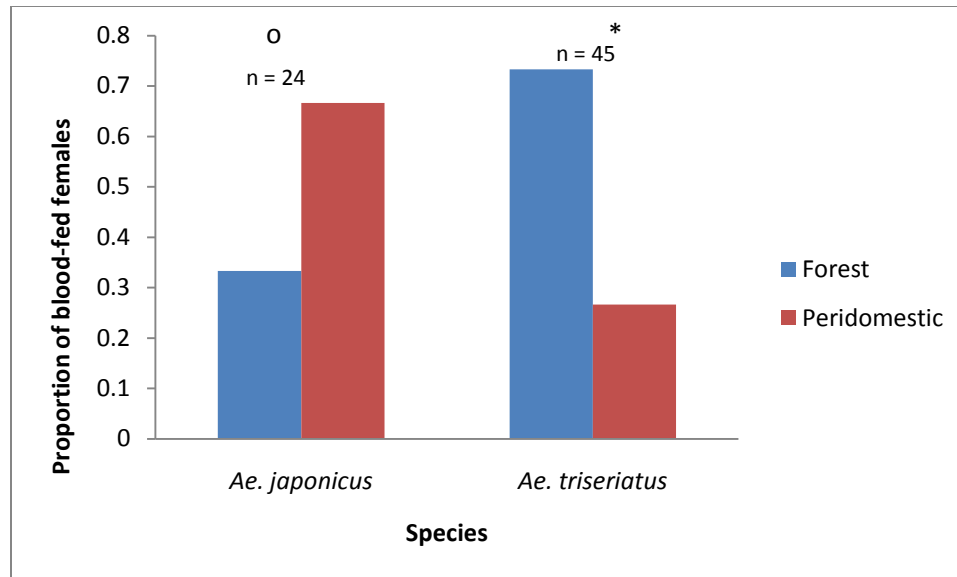 Proportion of blood-fed females
0.8
0.7
0.6
0.5
0.4
0.3
0.2
0.1
0
o
n = 24
*
n = 45
Ae. japonicus
Ae. triseriatus
Species
Forest
Peridomestic